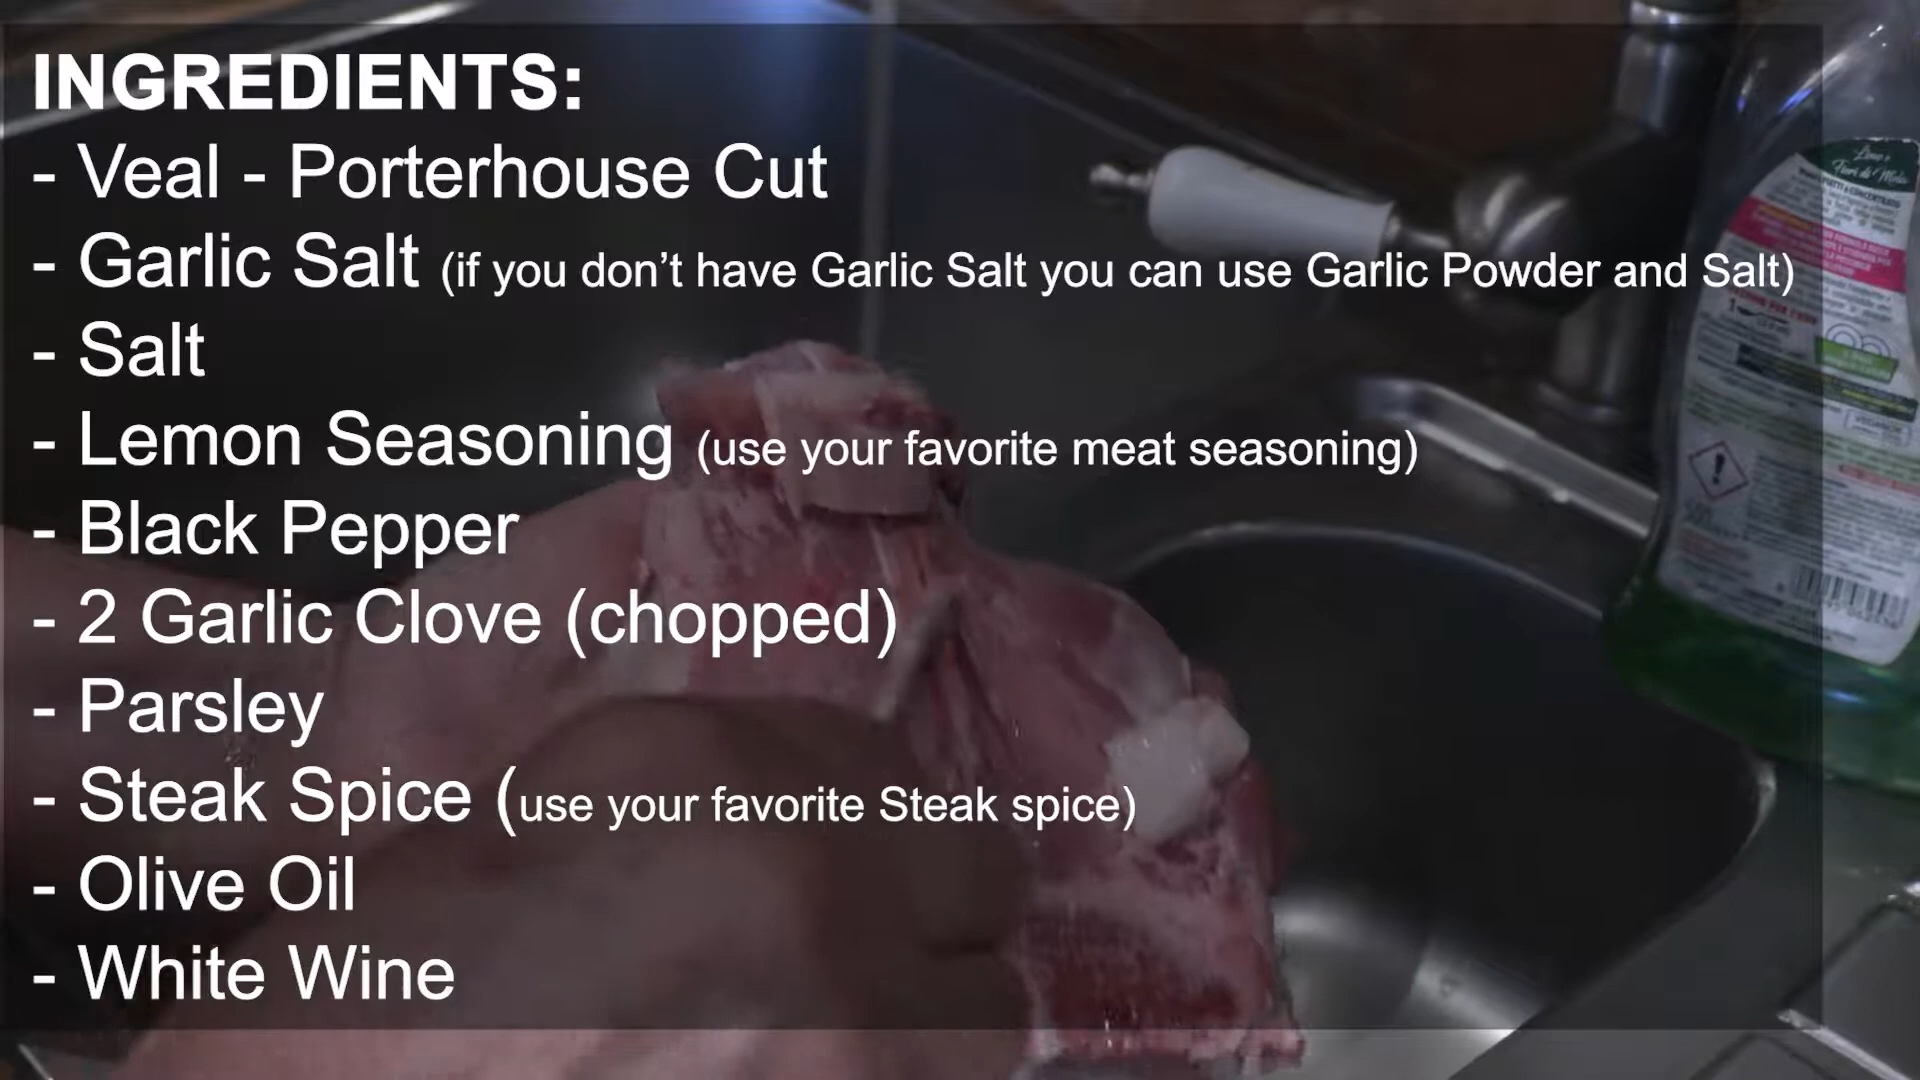 INGREDIENTS:
- Veal - Porterhouse Cut
- Garlic Salt (if you don’t have Garlic Salt you can use Garlic Powder and Salt)
- Salt
- Lemon Seasoning (use your favorite meat seasoning)
- Black Pepper
- 2 Garlic Clove (chopped)
- Parsley
- Steak Spice (use your favorite Steak spice)
- Olive Oil
- White Wine